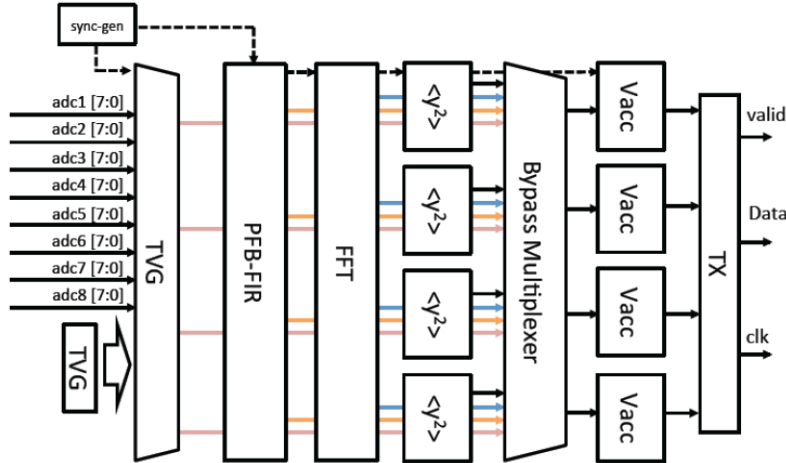 sync-gen
adc1 [7:0]
adc2 [7:0]
adc3 [7:0]
adc4 [7:0]
adc5 [7:0]
adc6 [7:0]
adc7 [7:0]
adc8 [7:0]
TVG
TVG
PFB-FIR
FFT
<y²>
<y²>
<y²>
<y²>
Bypass Multiplexer
Vacc
Vacc
Vacc
Vacc
TX
valid
Data
clk